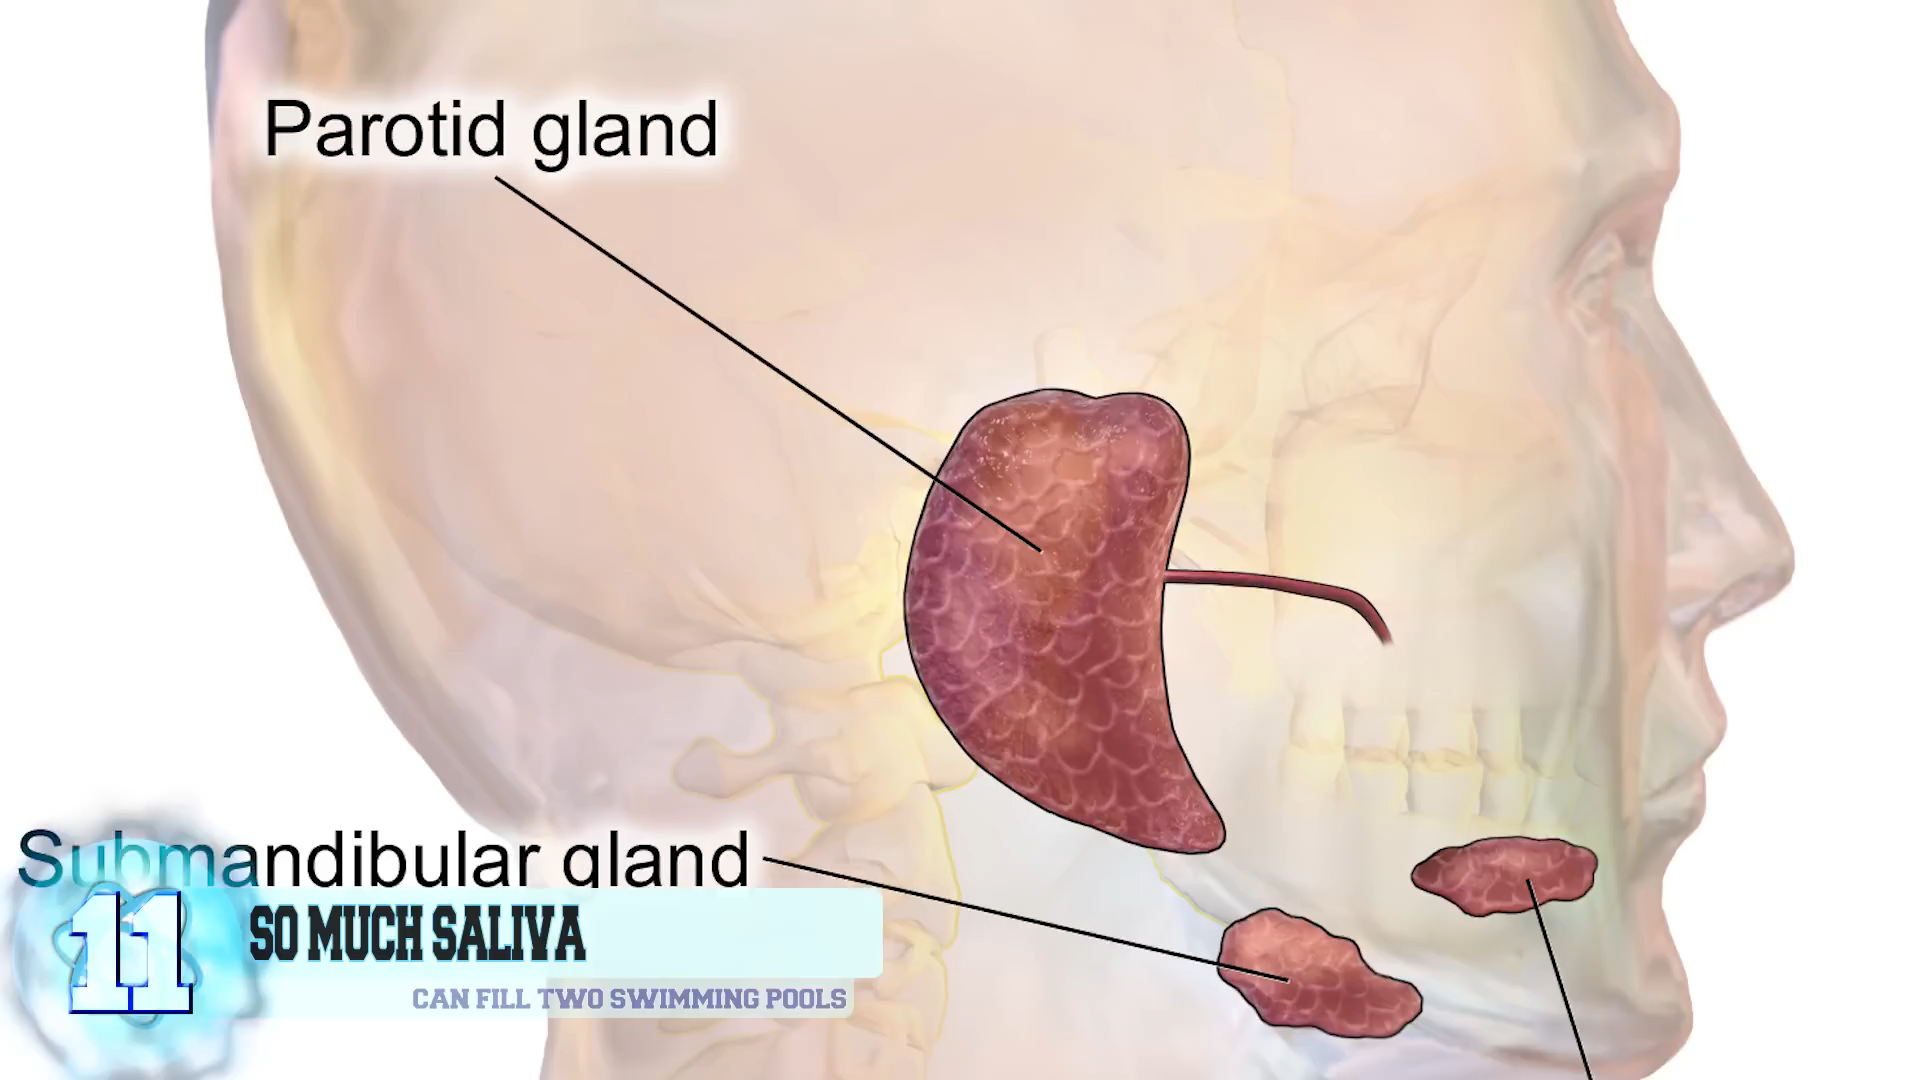 Parotid gland
Submandibular gland
11
SO MUCH SALIVA
CAN FILL TWO SWIMMING POOLS